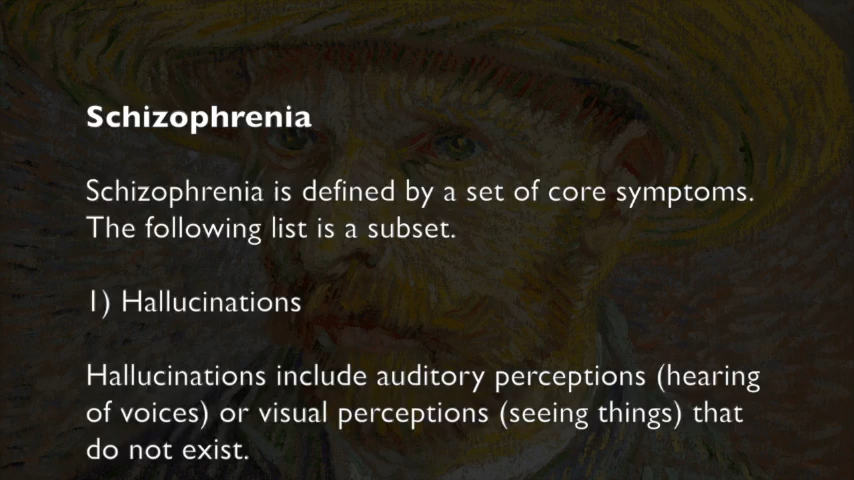 Schizophrenia
Schizophrenia is defined by a set of core symptoms.
The following list is a subset.
1) Hallucinations
Hallucinations include auditory perceptions (hearing
of voices) or visual perceptions (seeing things) that
do not exist.